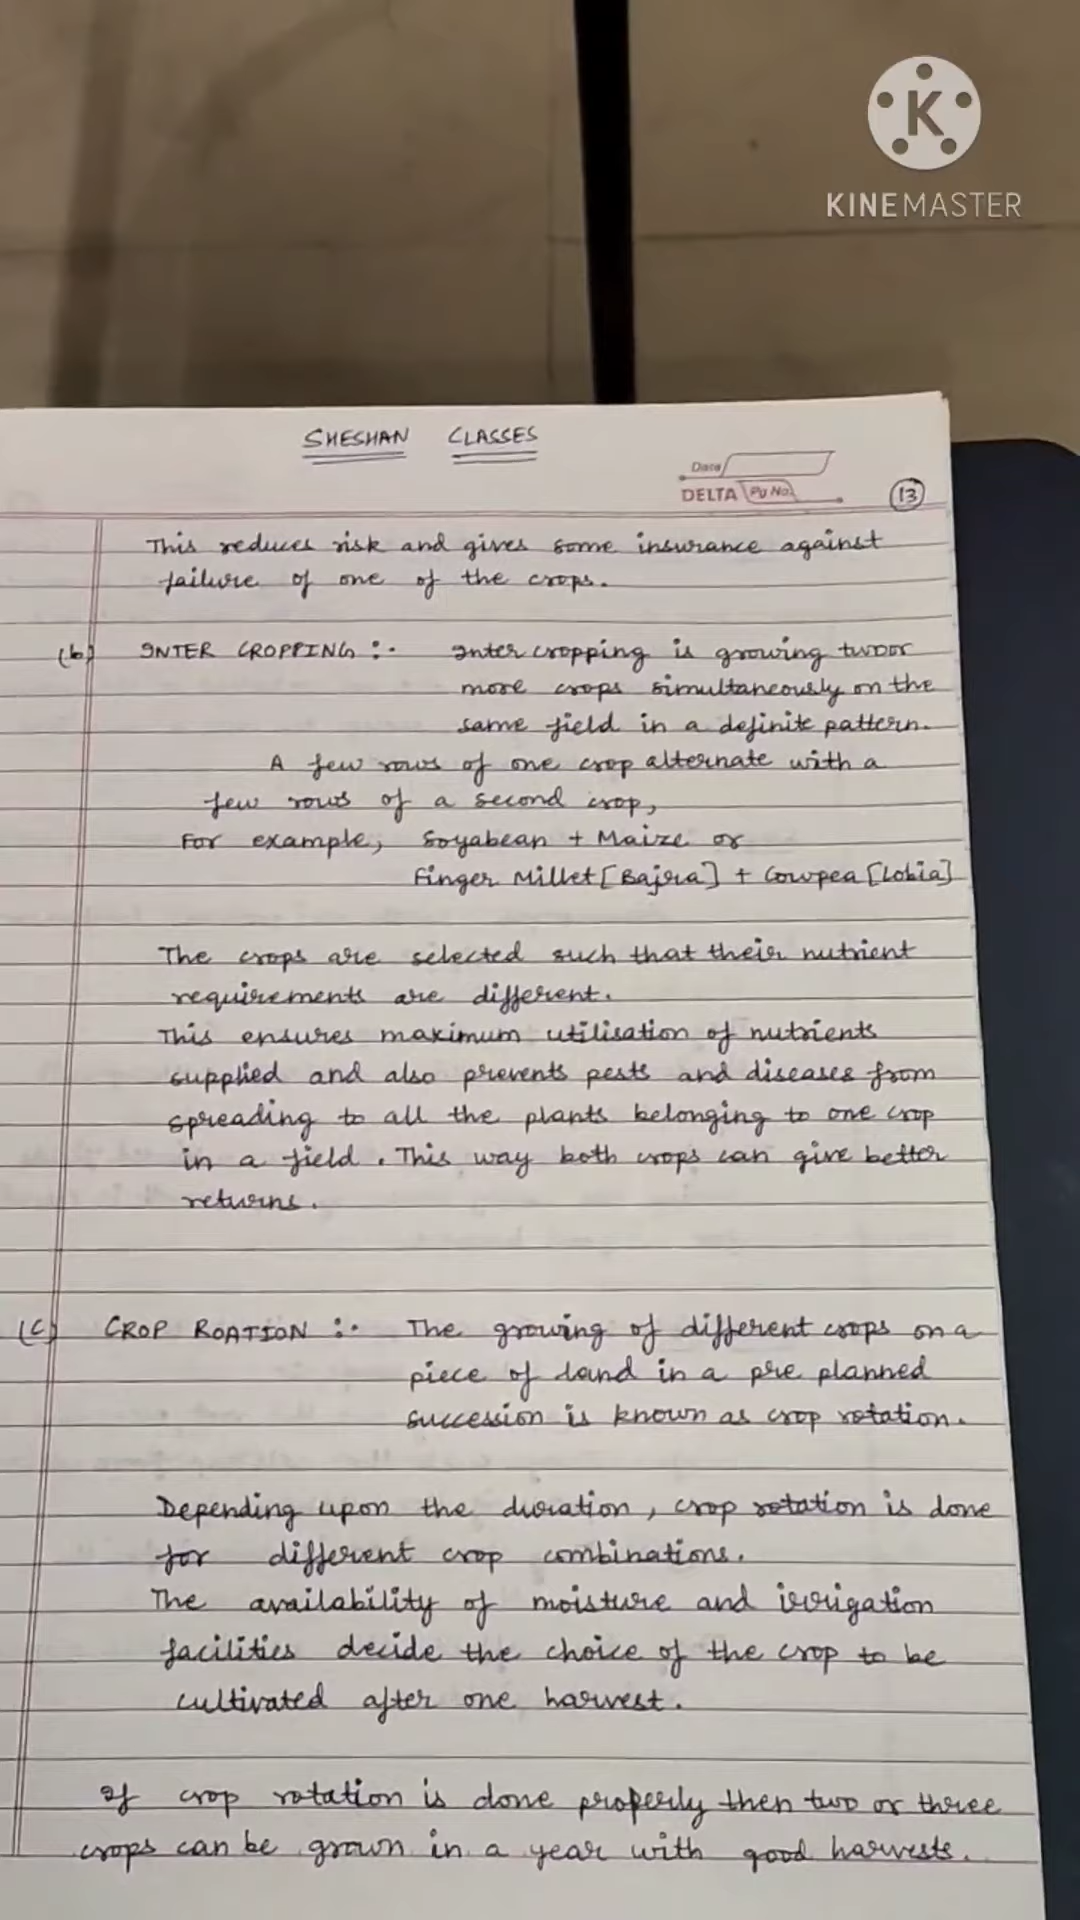 K
KINEMASTER
SHESHAN CLASSES
Date
DELTA Pg No.
13
This reduces risk and gives some insurance against
failure of one of the crops.
(b) INTER CROPPING :- Inter cropping is growing two or
more crops simultaneously on the
same field in a definite pattern.
A few rows of one crop alternate with a
few rows of a second crop,
For example, Soyabean + Maize or
Finger Millet [Bajra] + Cowpea [Lobia]
The crops are selected such that their nutrient
requirements are different.
This ensures maximum utilisation of nutrients
supplied and also prevents pests and diseases from
spreading to all the plants belonging to one crop
in a field. This way both crops can give better
returns.
(c) CROP ROATION :- The growing of different crops on a
piece of land in a pre planned
succession is known as crop rotation.
Depending upon the duration, crop rotation is done
for different crop combinations.
The availability of moisture and irrigation
facilities decide the choice of the crop to be
cultivated after one harvest.
If crop rotation is done properly then two or three
crops can be grown in a year with good harvests.